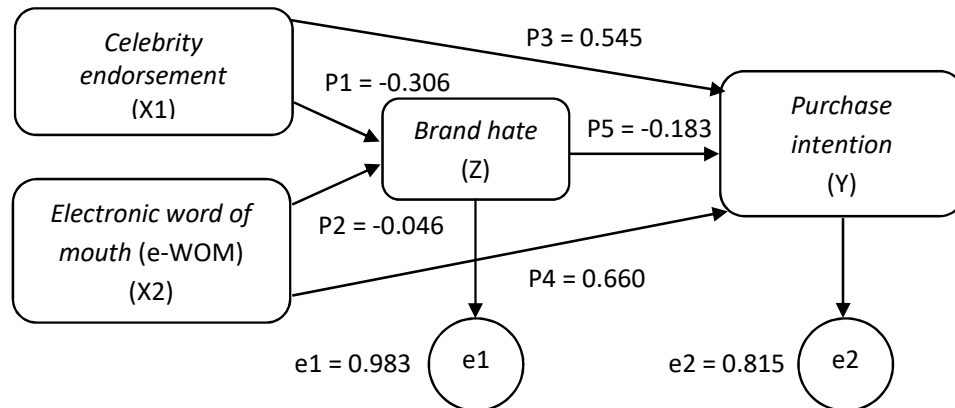 Celebrity
endorsement
(X1)
P3 = 0.545
P1 = -0.306
Brand hate
(Z)
P5 = -0.183
Purchase
intention
(Y)
Electronic word of
mouth (e-WOM)
(X2)
P2 = -0.046
P4 = 0.660
e1 = 0.983
e1
e2 = 0.815
e2